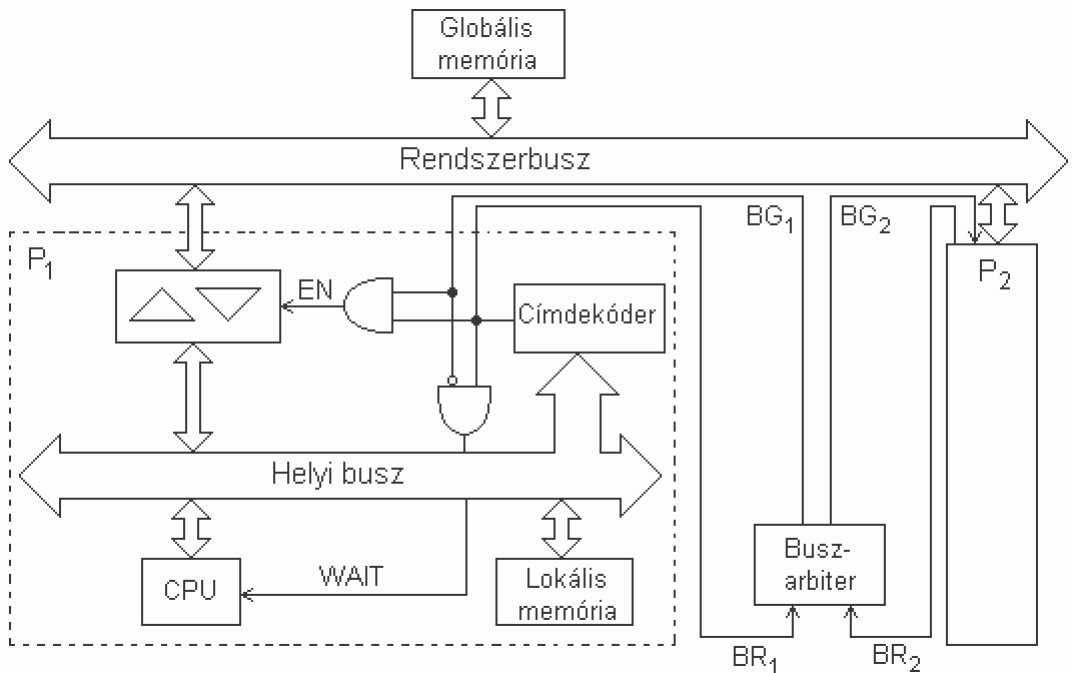 Globális
memória
Rendszerbusz
BG1
BG2
P1
P2
EN
Címdekóder
Helyi busz
Busz-
arbiter
CPU
WAIT
Lokális
memória
BR1
BR2